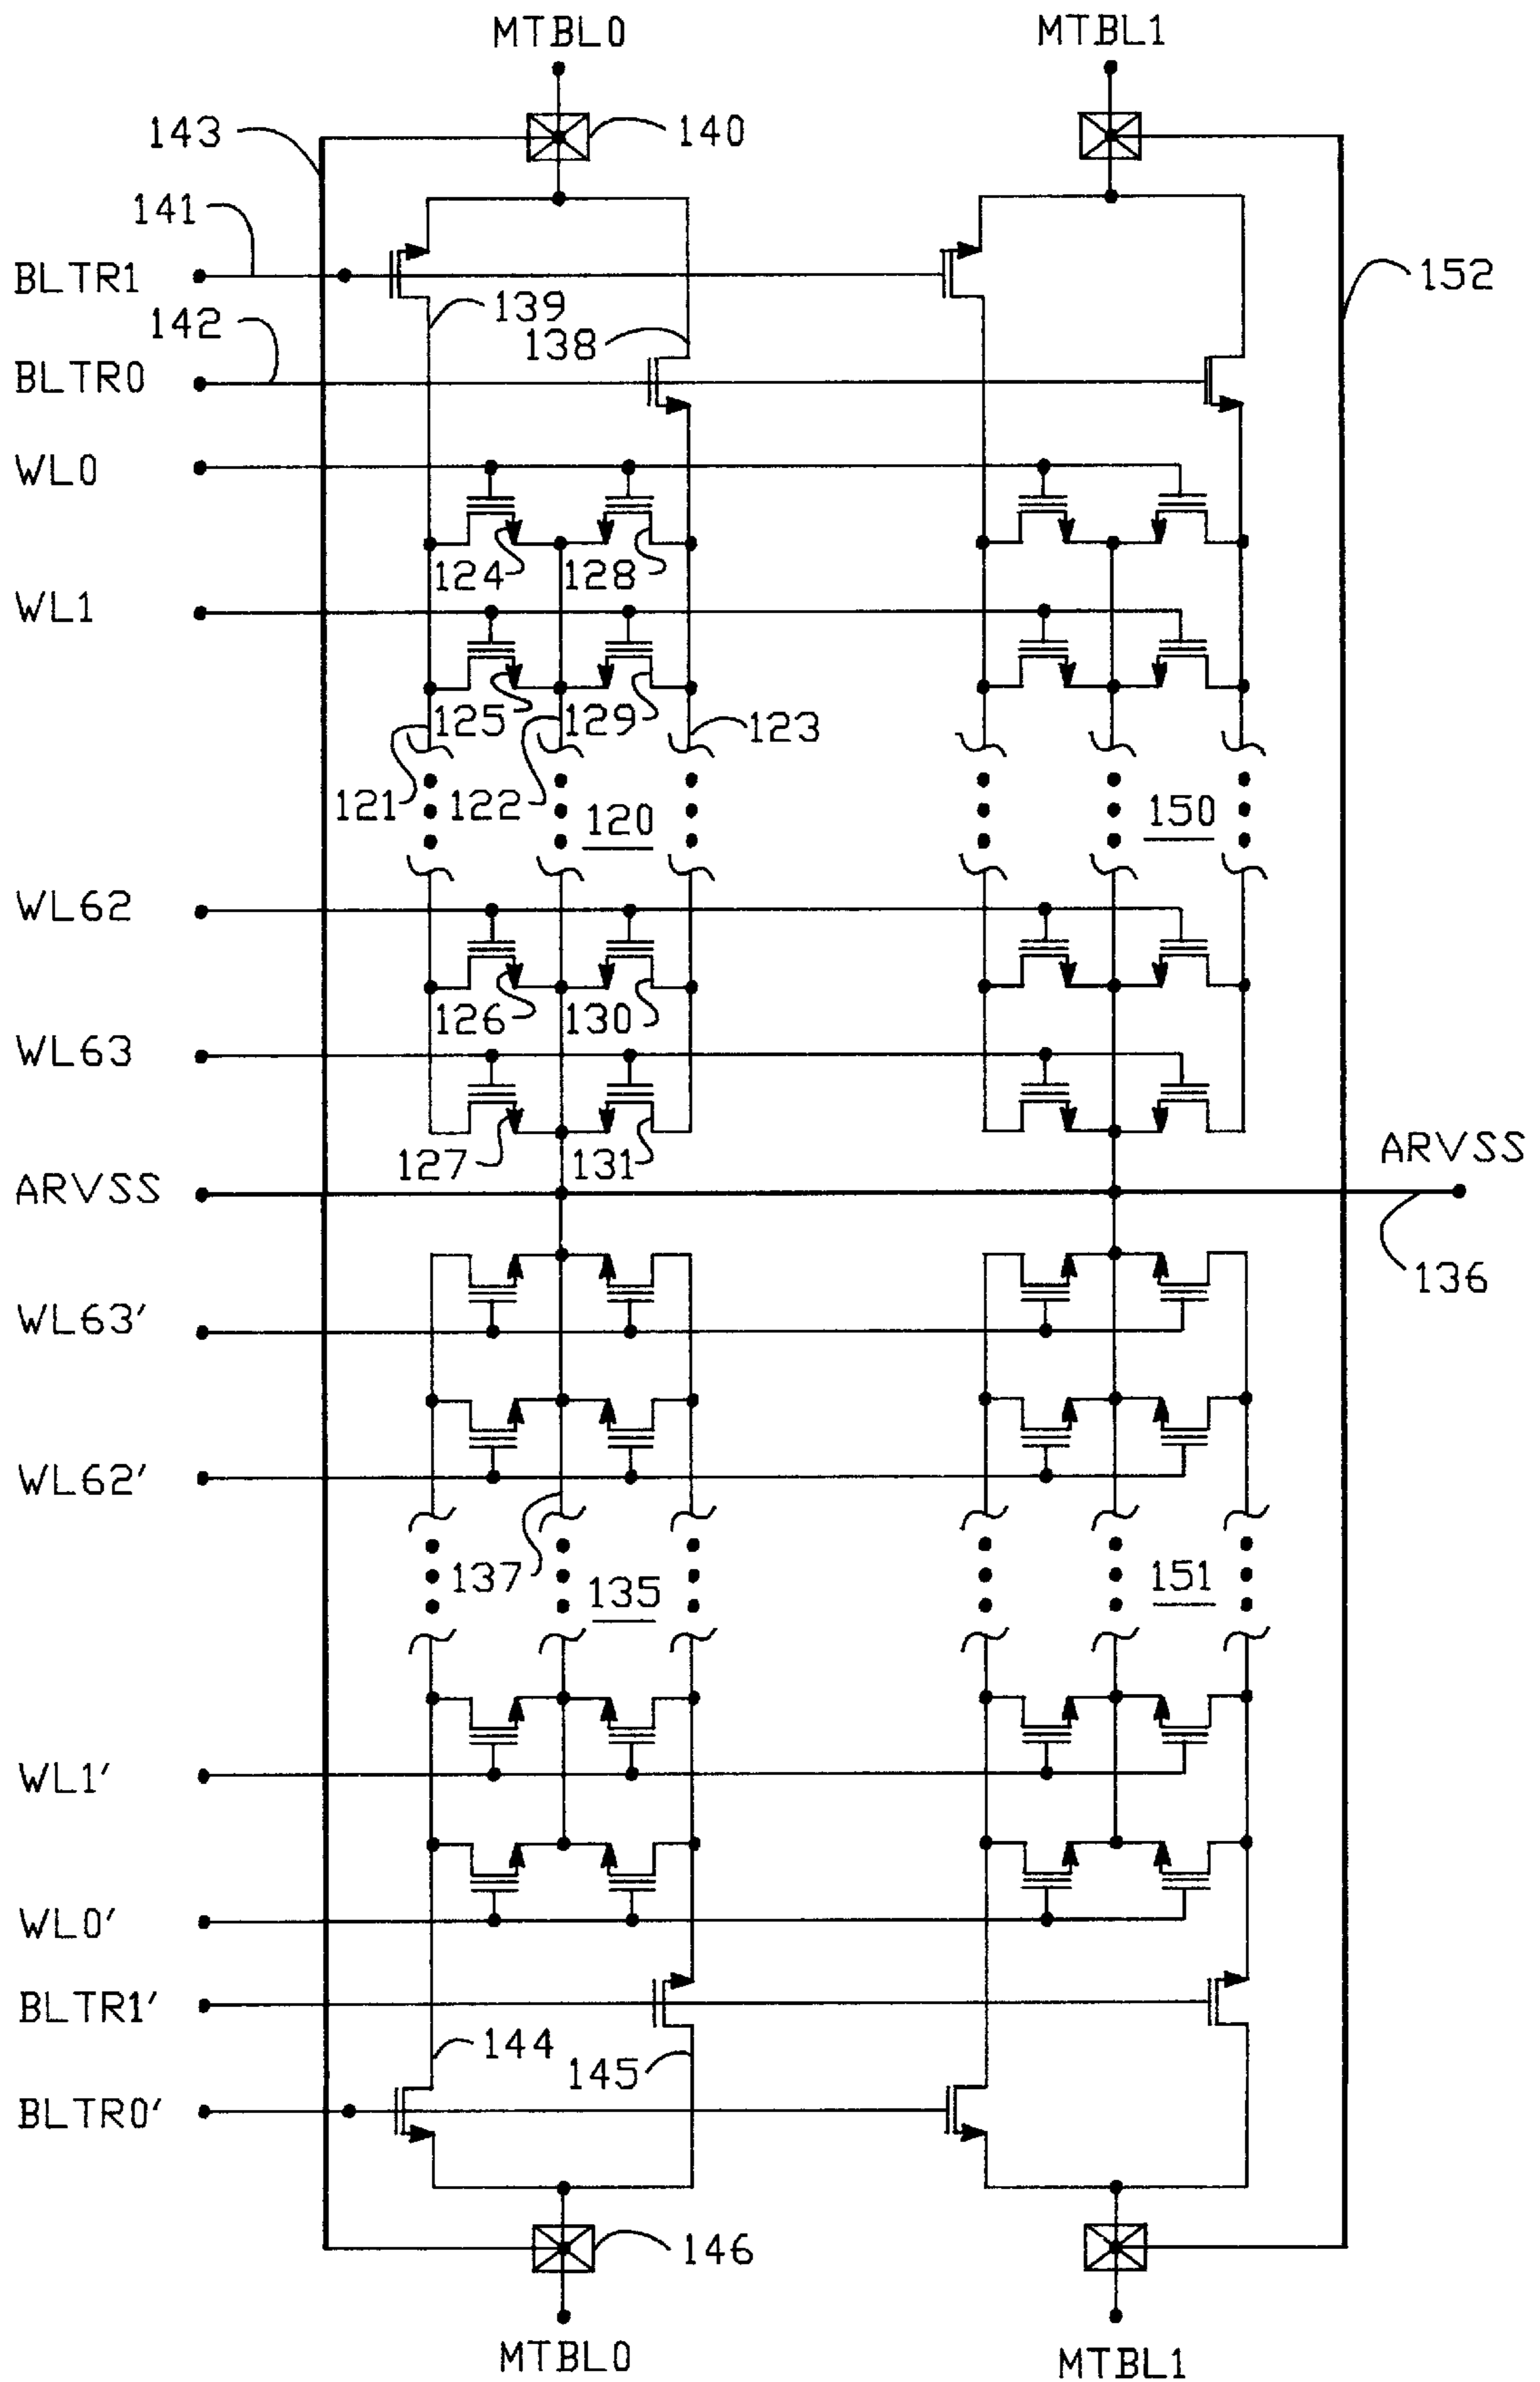 MTBL0 MTBL1
143 140
141
BLTR1 139 152
142 138
BLTR0
WL0
124 128
WL1
125 129 123
121 122 120 150
WL62
126 130
WL63
127 131 ARVSS
ARVSS
136
WL63'
WL62'
137 135 151
WL1'
WL0'
BLTR1'
144 145
BLTR0'
146
MTBL0 MTBL1